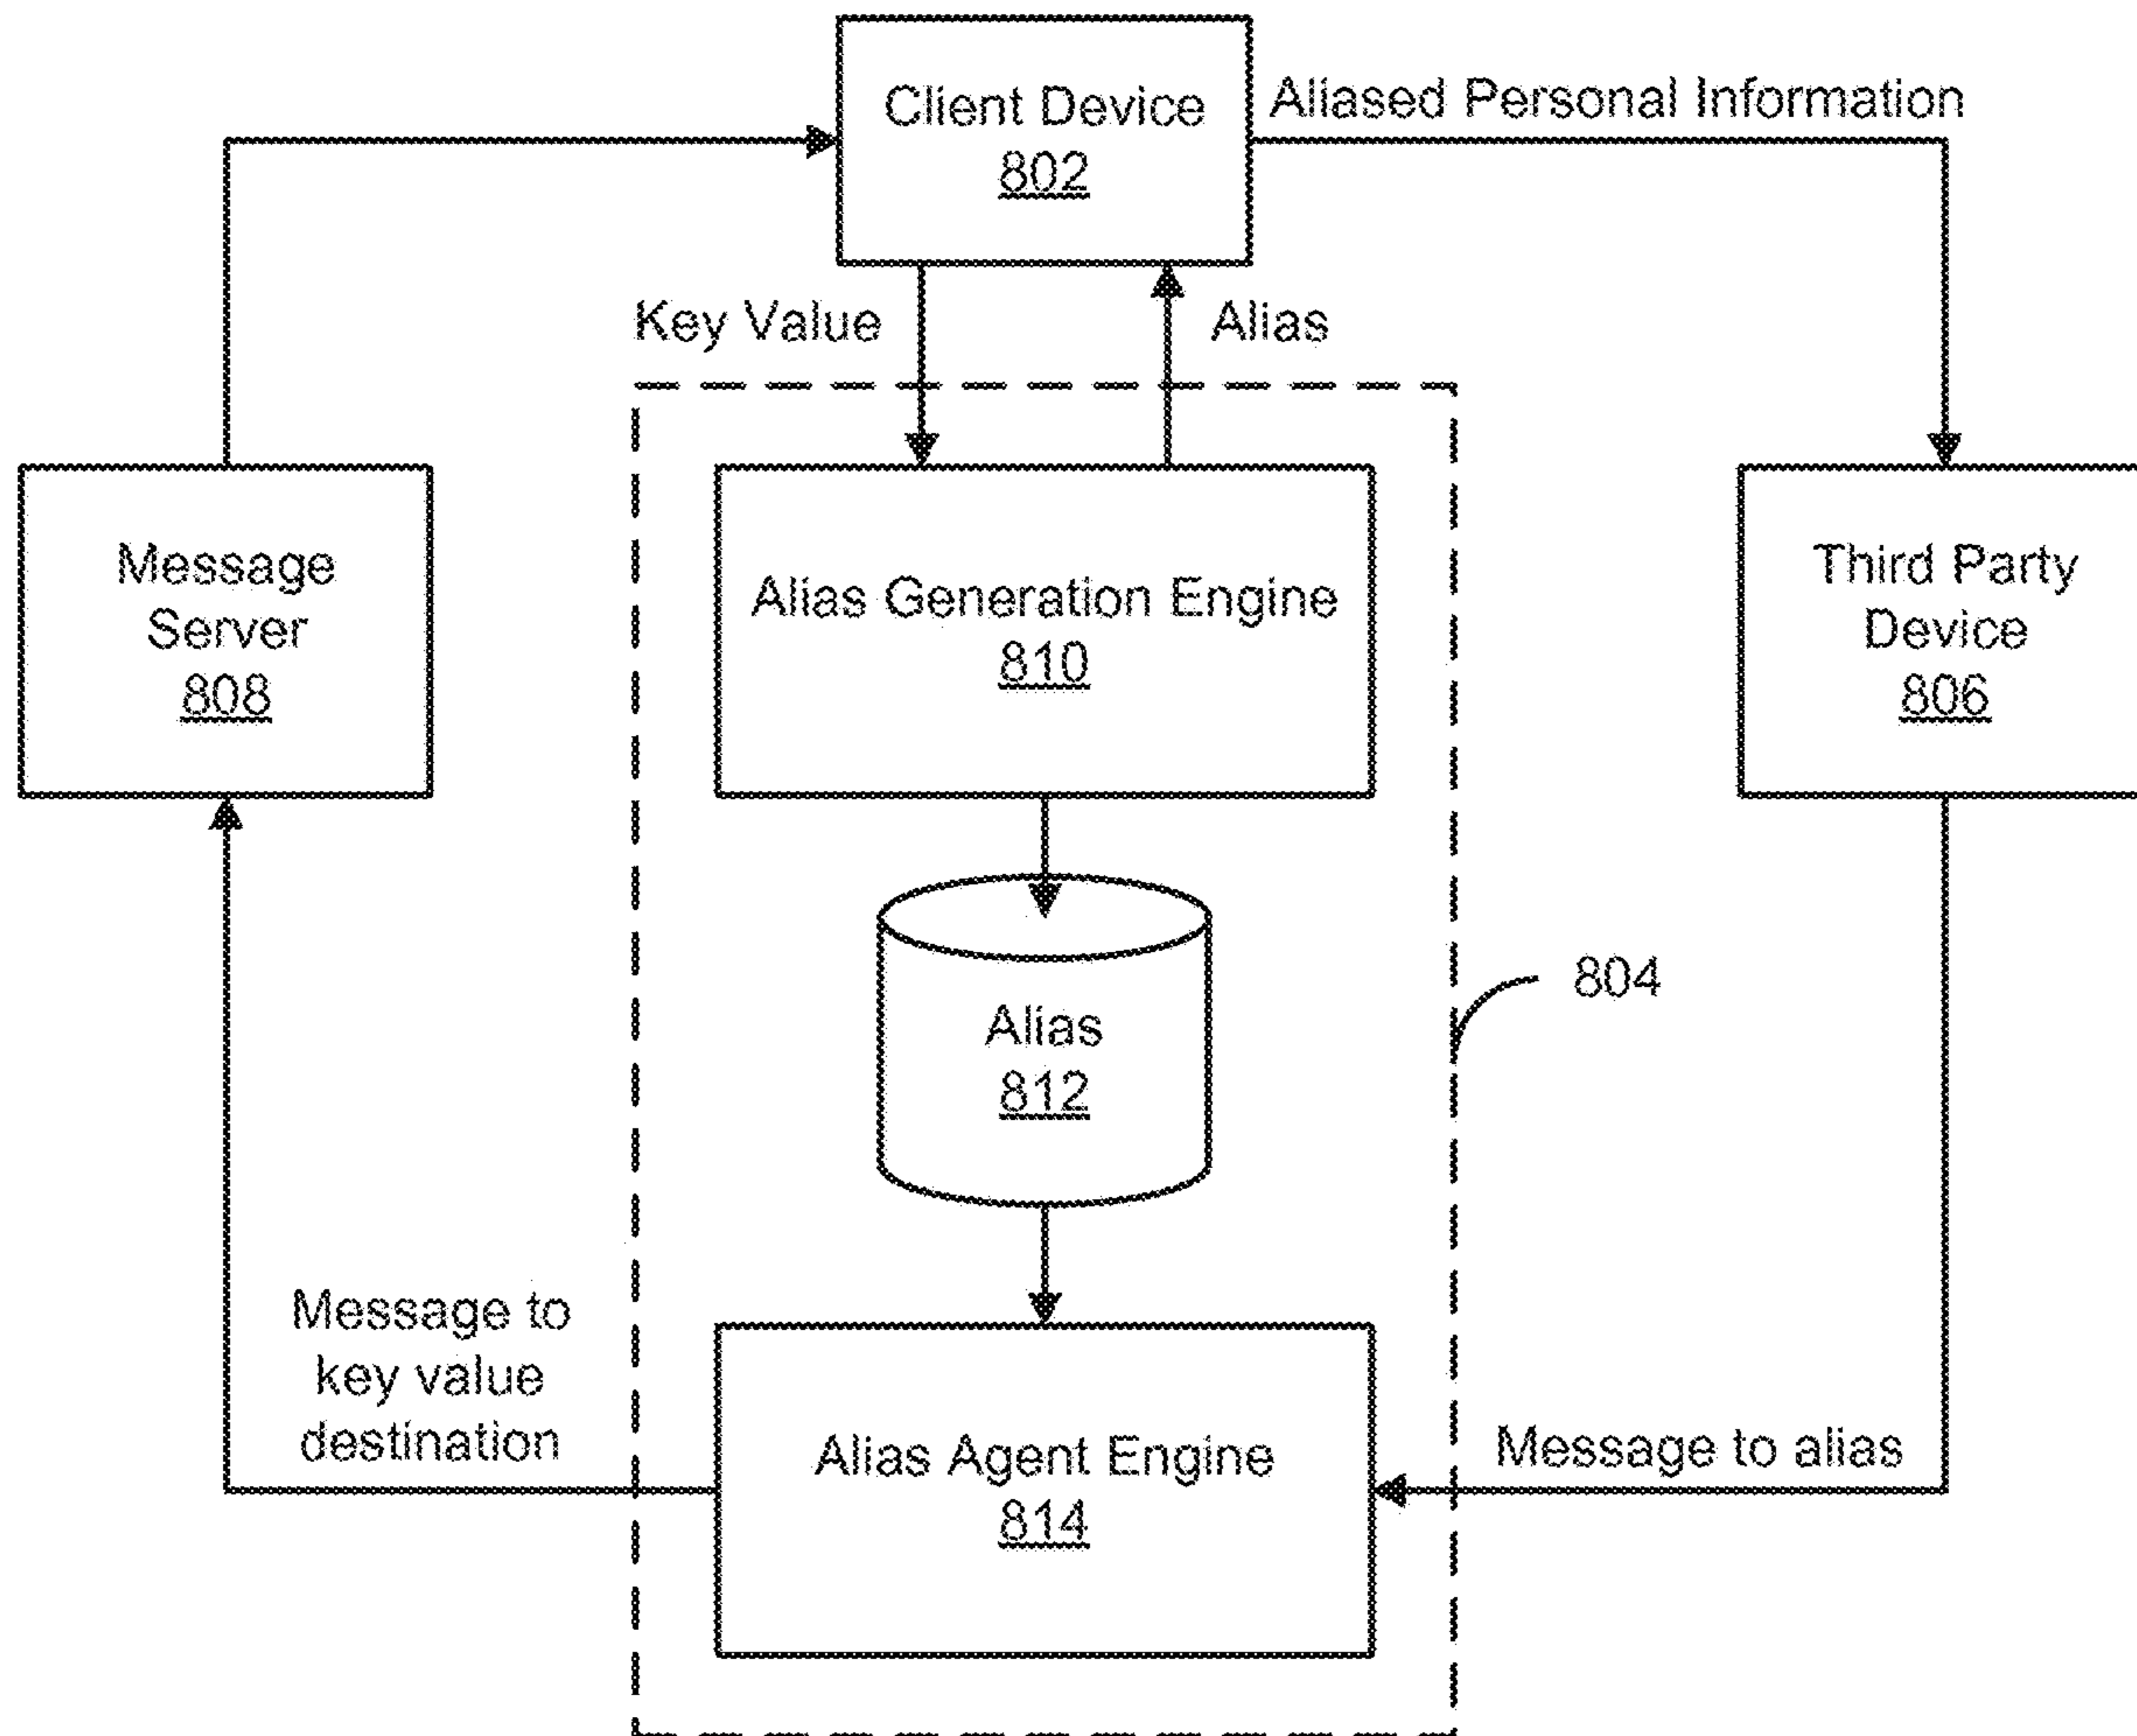 Client Device
802
Aliased Personal Information
Key Value
Alias
Message
Server
808
Alias Generation Engine
810
Third Party
Device
806
Alias
812
804
Message to
key value
destination
Alias Agent Engine
814
Message to alias